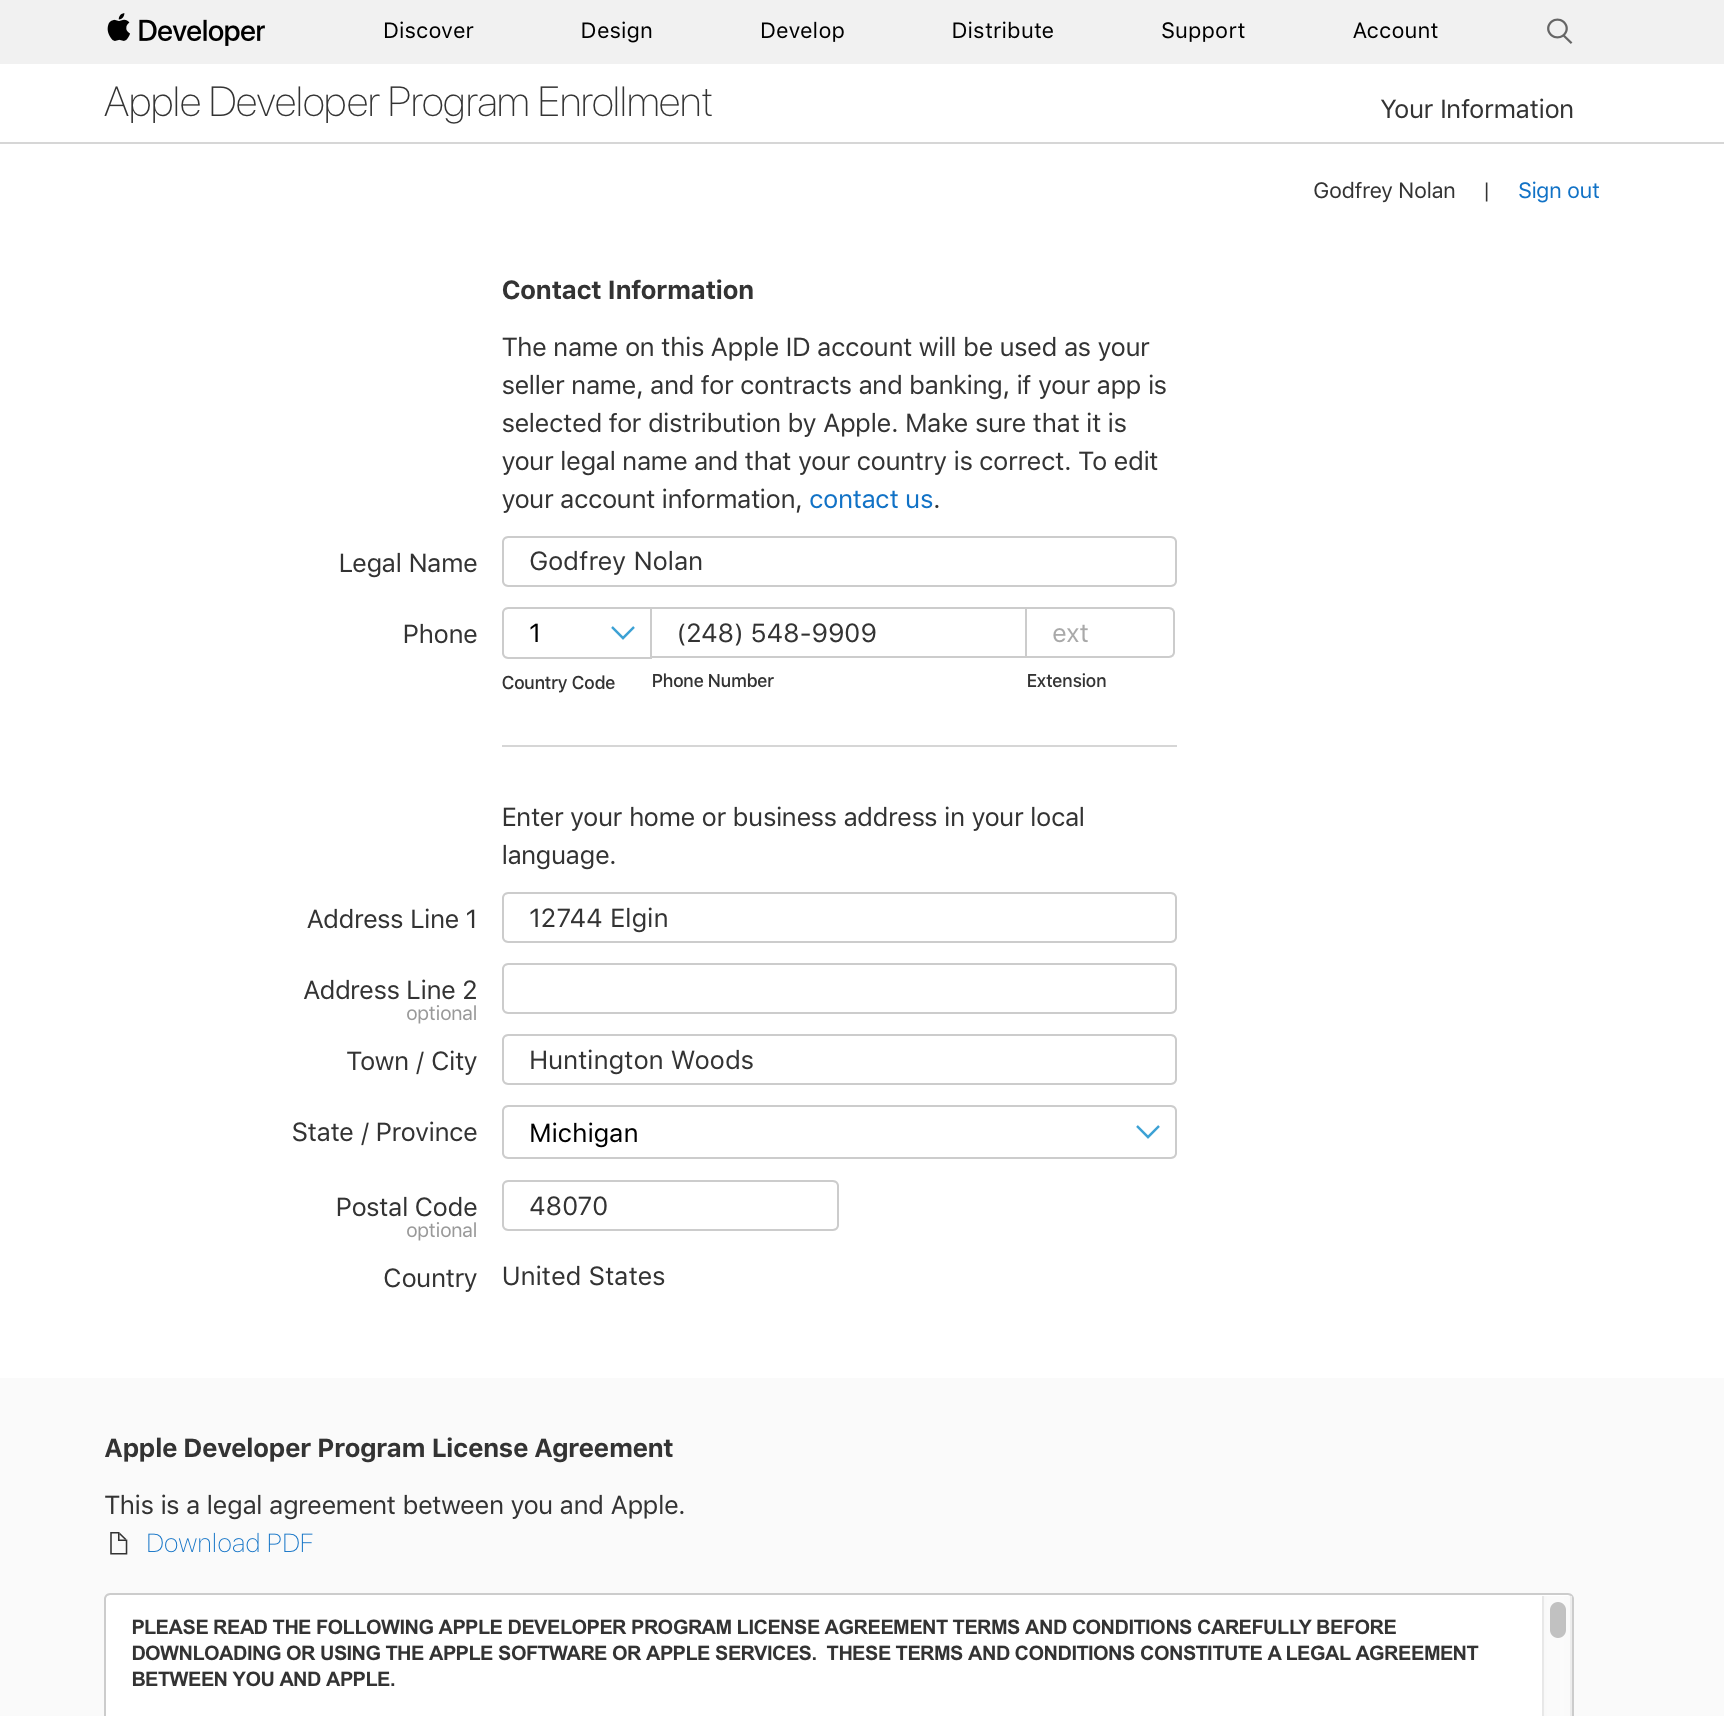 Developer Discover Design Develop Distribute Support Account
Apple Developer Program Enrollment Your Information
Godfrey Nolan | Sign out
Contact Information
The name on this Apple ID account will be used as your
seller name, and for contracts and banking, if your app is
selected for distribution by Apple. Make sure that it is
your legal name and that your country is correct. To edit
your account information, contact us.
Legal Name Godfrey Nolan
Phone 1 (248) 548-9909 ext
Country Code Phone Number Extension
Enter your home or business address in your local
language.
Address Line 1 12744 Elgin
Address Line 2
optional
Town / City Huntington Woods
State / Province Michigan
Postal Code 48070
optional
Country United States
Apple Developer Program License Agreement
This is a legal agreement between you and Apple.
Download PDF
PLEASE READ THE FOLLOWING APPLE DEVELOPER PROGRAM LICENSE AGREEMENT TERMS AND CONDITIONS CAREFULLY BEFORE
DOWNLOADING OR USING THE APPLE SOFTWARE OR APPLE SERVICES. THESE TERMS AND CONDITIONS CONSTITUTE A LEGAL AGREEMENT
BETWEEN YOU AND APPLE.